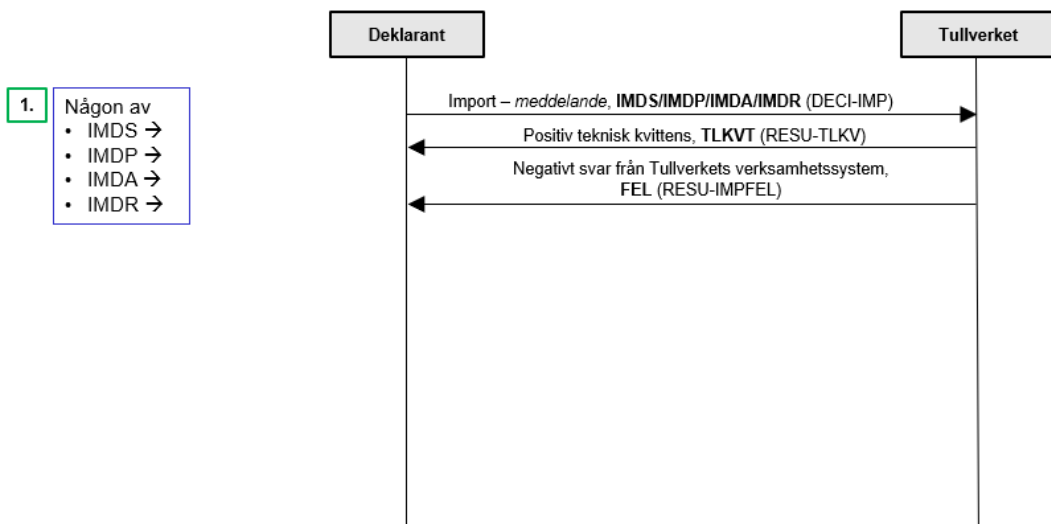 Deklarant
Tullverket
1.
Någon av
• IMDS →
• IMDP →
• IMDA →
• IMDR →
Import – meddelande, IMDS/IMDP/IMDA/IMDR (DECI-IMP)
Positiv teknisk kvittens, TLKVT (RESU-TLKV)
Negativt svar från Tullverkets verksamhetssystem,
FEL (RESU-IMPFEL)